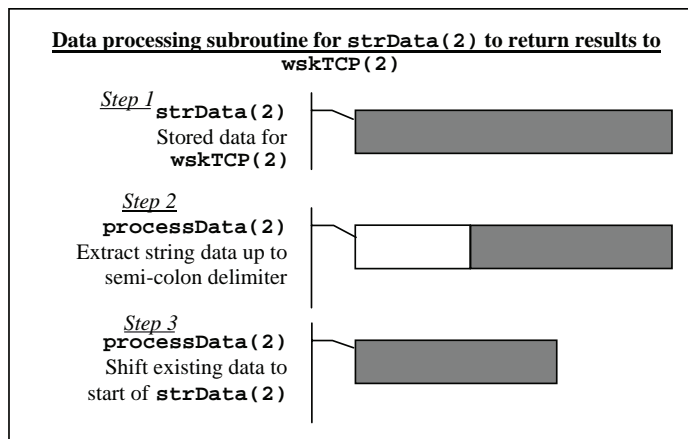 Data processing subroutine for strData(2) to return results to
wskTCP(2)
Step 1
strData(2)
Stored data for
wskTCP(2)
Step 2
processData(2)
Extract string data up to
semi-colon delimiter
Step 3
processData(2)
Shift existing data to
start of strData(2)